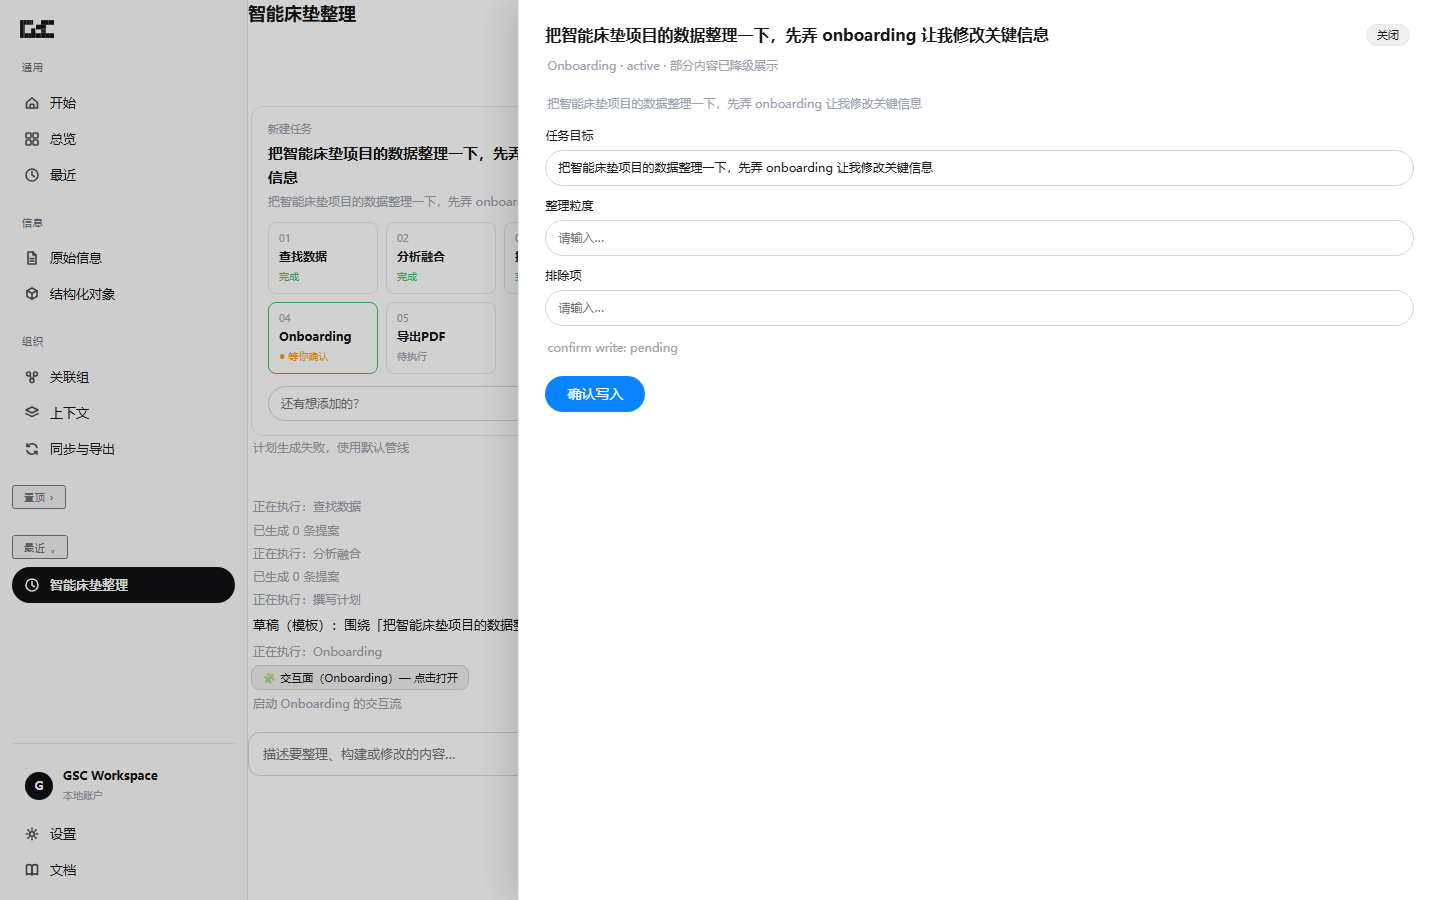 GSC
通用
开始
总览
最近
信息
原始信息
结构化对象
组织
关联组
上下文
同步与导出
置顶 ›
最近 ⌄
智能床垫整理
G
GSC Workspace
本地账户
设置
文档
智能床垫整理
新建任务
把智能床垫项目的数据整理一下，先弄
信息
把智能床垫项目的数据整理一下，先弄 onboar
01
查找数据
完成
02
分析融合
完成
04
Onboarding
● 等你确认
05
导出PDF
待执行
还有想添加的?
计划生成失败，使用默认管线
正在执行：查找数据
已生成 0 条提案
正在执行：分析融合
已生成 0 条提案
正在执行：撰写计划
草稿（模板）：围绕「把智能床垫项目的数据整
正在执行：Onboarding
交互面（Onboarding）— 点击打开
启动 Onboarding 的交互流
描述要整理、构建或修改的内容...
把智能床垫项目的数据整理一下，先弄 onboarding 让我修改关键信息
关闭
Onboarding · active · 部分内容已降级展示
把智能床垫项目的数据整理一下，先弄 onboarding 让我修改关键信息
任务目标
把智能床垫项目的数据整理一下，先弄 onboarding 让我修改关键信息
整理粒度
请输入...
排除项
请输入...
confirm write: pending
确认写入